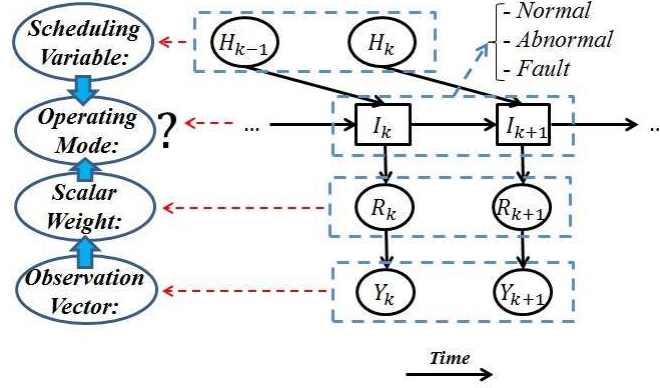 Scheduling
Variable:
H_{k-1}
H_k
- Normal
- Abnormal
- Fault
Operating
Mode:
?
...
I_k
I_{k+1}
..
Scalar
Weight:
R_k
R_{k+1}
Observation
Vector:
Y_k
Y_{k+1}
Time